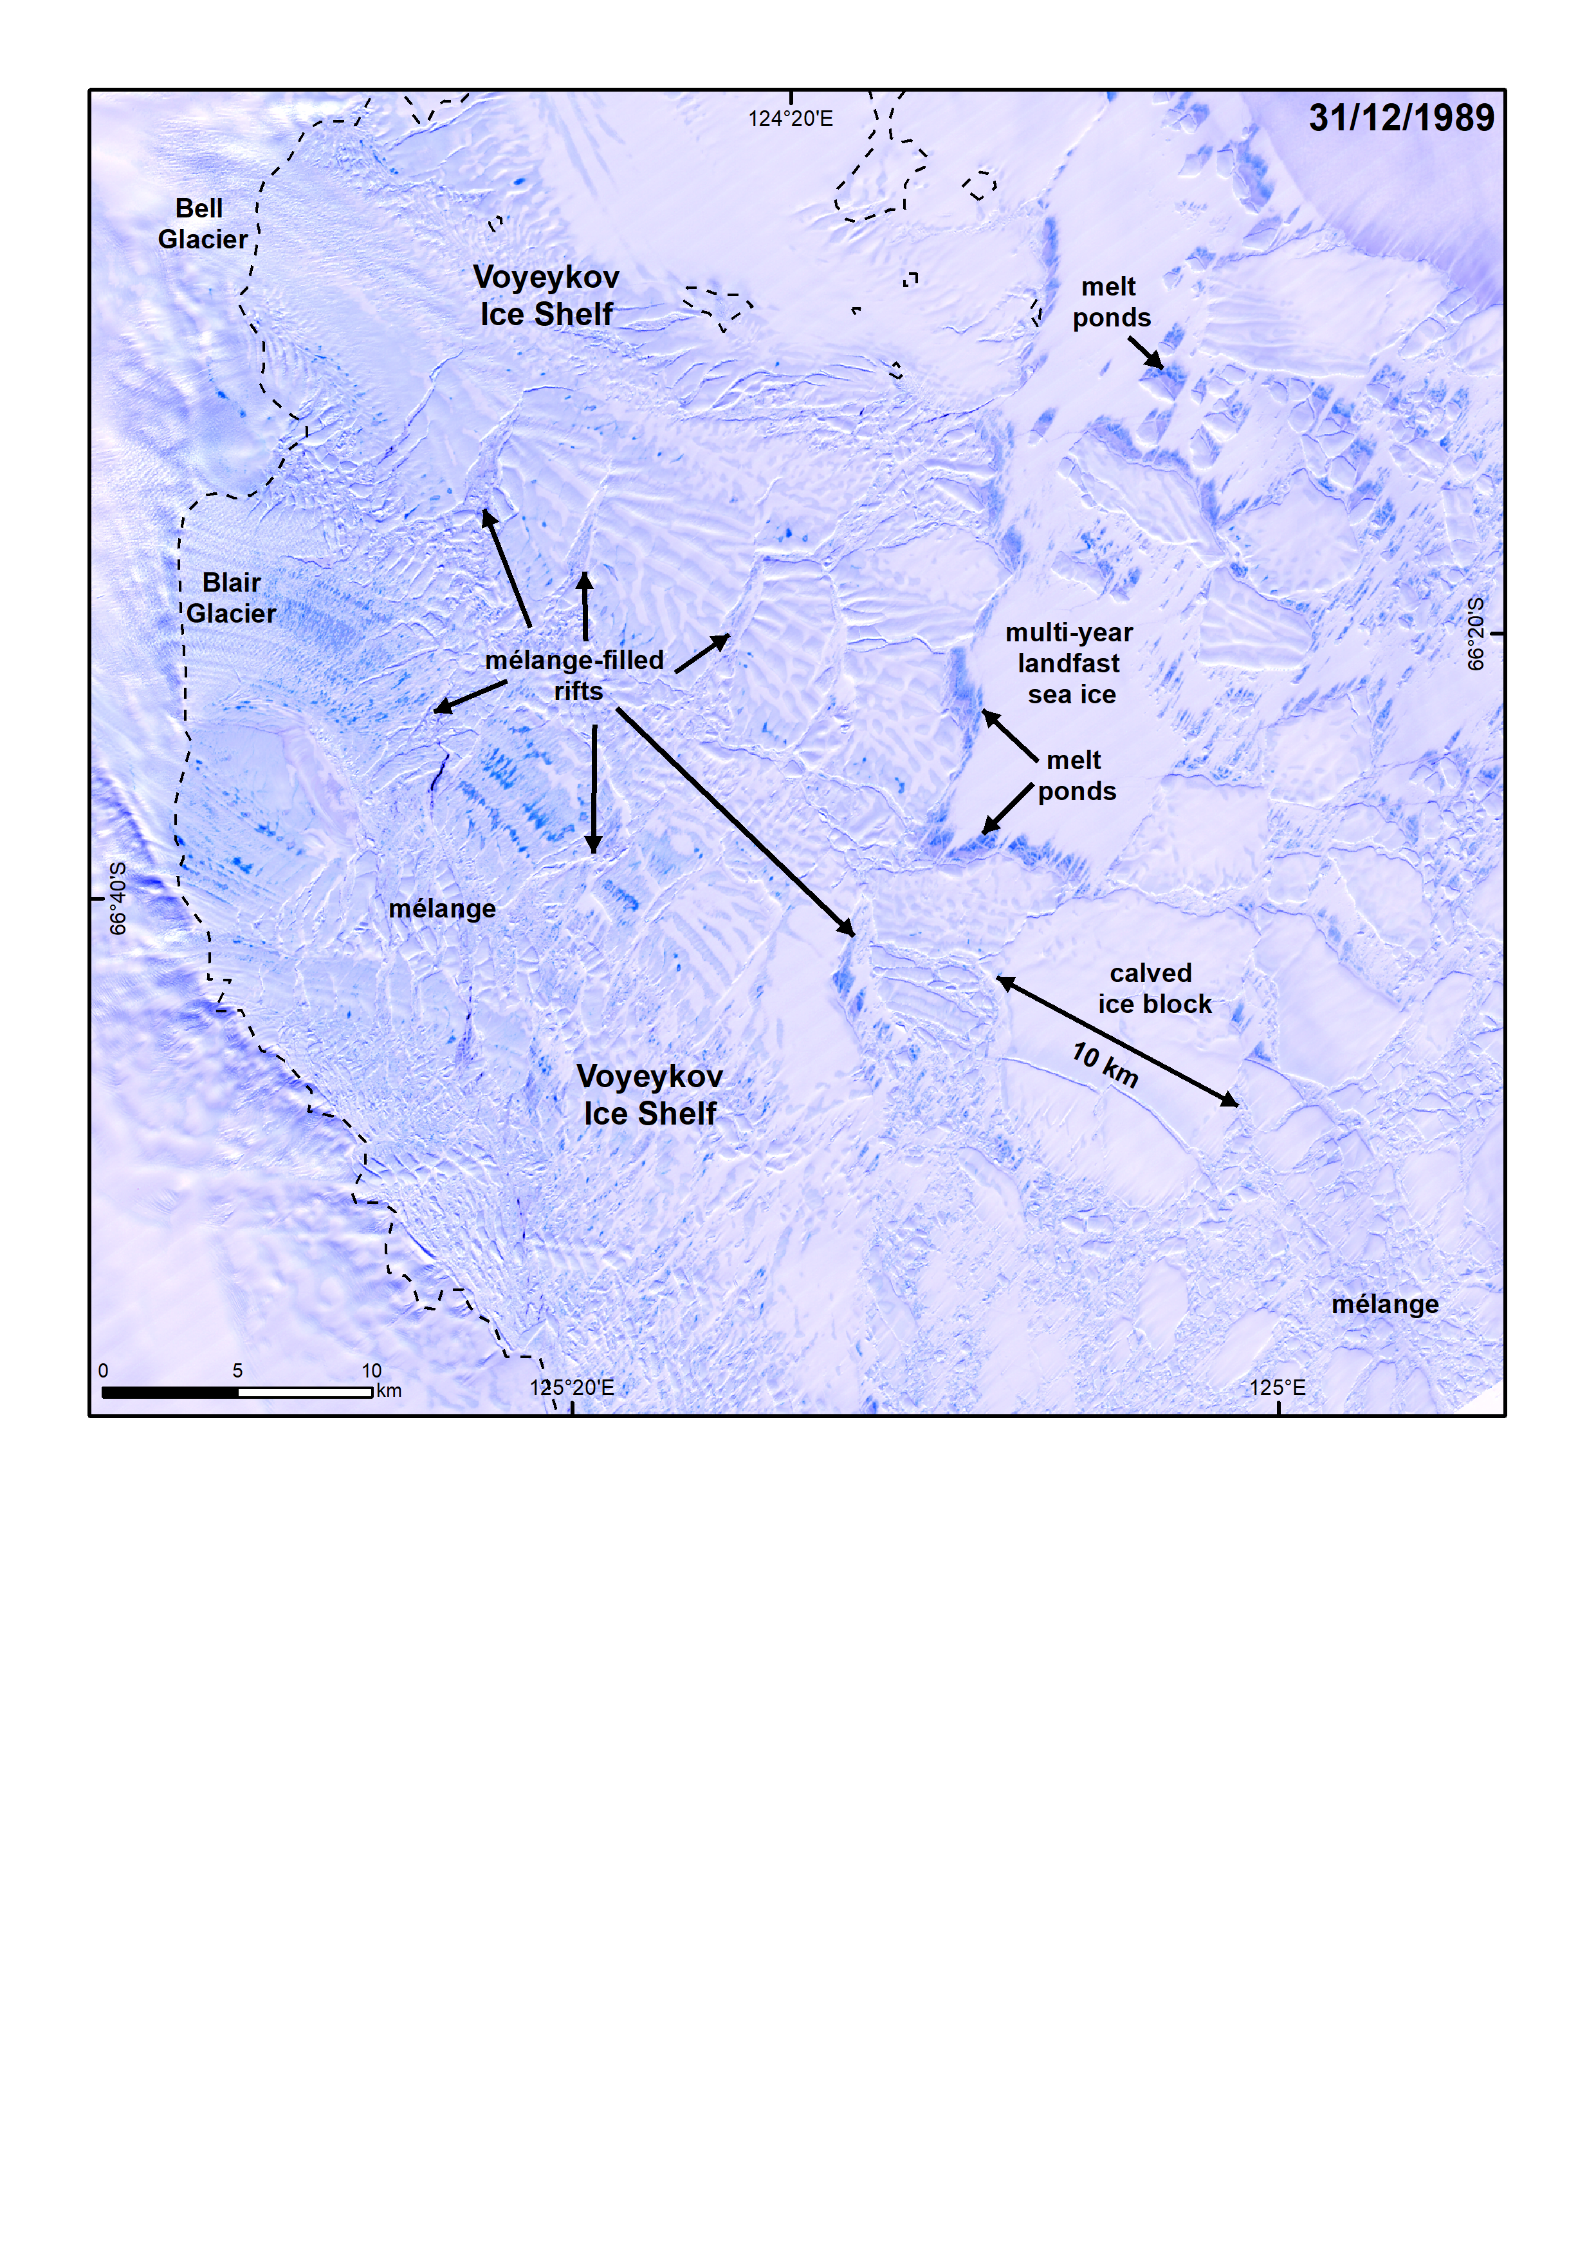 124°20'E
31/12/1989
Bell
Glacier
Voyeykov
Ice Shelf
melt
ponds
Blair
Glacier
66°20'S
multi-year
landfast
sea ice
mélange-filled
rifts
melt
ponds
66°40'S
mélange
calved
ice block
10 km
Voyeykov
Ice Shelf
mélange
0 5 10
km
125°20'E
125°E